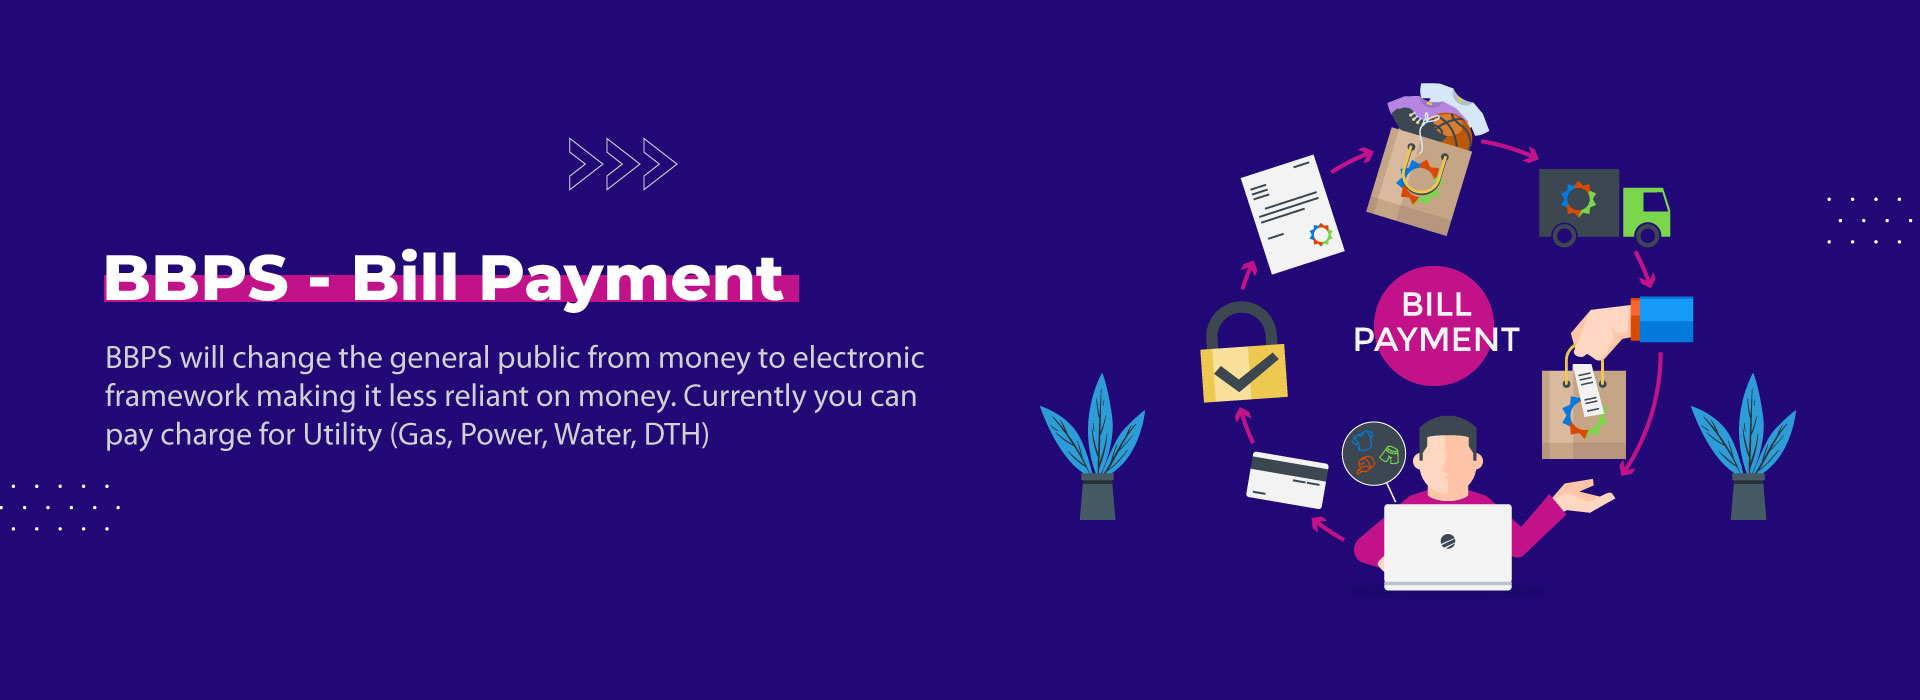 BBPS - Bill Payment
BBPS will change the general public from money to electronic
framework making it less reliant on money. Currently you can
pay charge for Utility (Gas, Power, Water, DTH)
BILL
PAYMENT